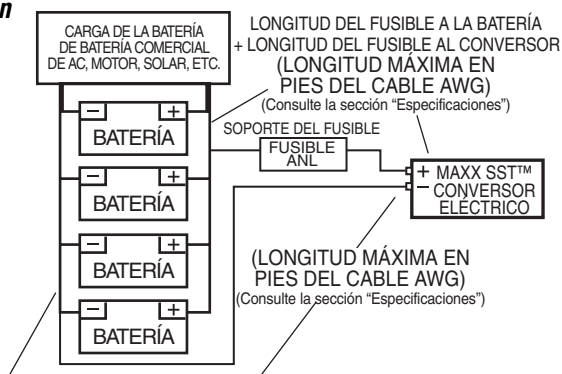 n
CARGA DE LA BATERÍA
DE BATERÍA COMERCIAL
DE AC, MOTOR, SOLAR, ETC.
LONGITUD DEL FUSIBLE A LA BATERÍA
+ LONGITUD DEL FUSIBLE AL CONVERSOR
(LONGITUD MÁXIMA EN
PIES DEL CABLE AWG)
(Consulte la sección “Especificaciones”)
SOPORTE DEL FUSIBLE
FUSIBLE
ANL
– +
BATERÍA
– +
BATERÍA
– +
BATERÍA
– +
BATERÍA
+ MAXX SST™
– CONVERSOR
ELÉCTRICO
(LONGITUD MÁXIMA EN
PIES DEL CABLE AWG)
(Consulte la sección “Especificaciones”)